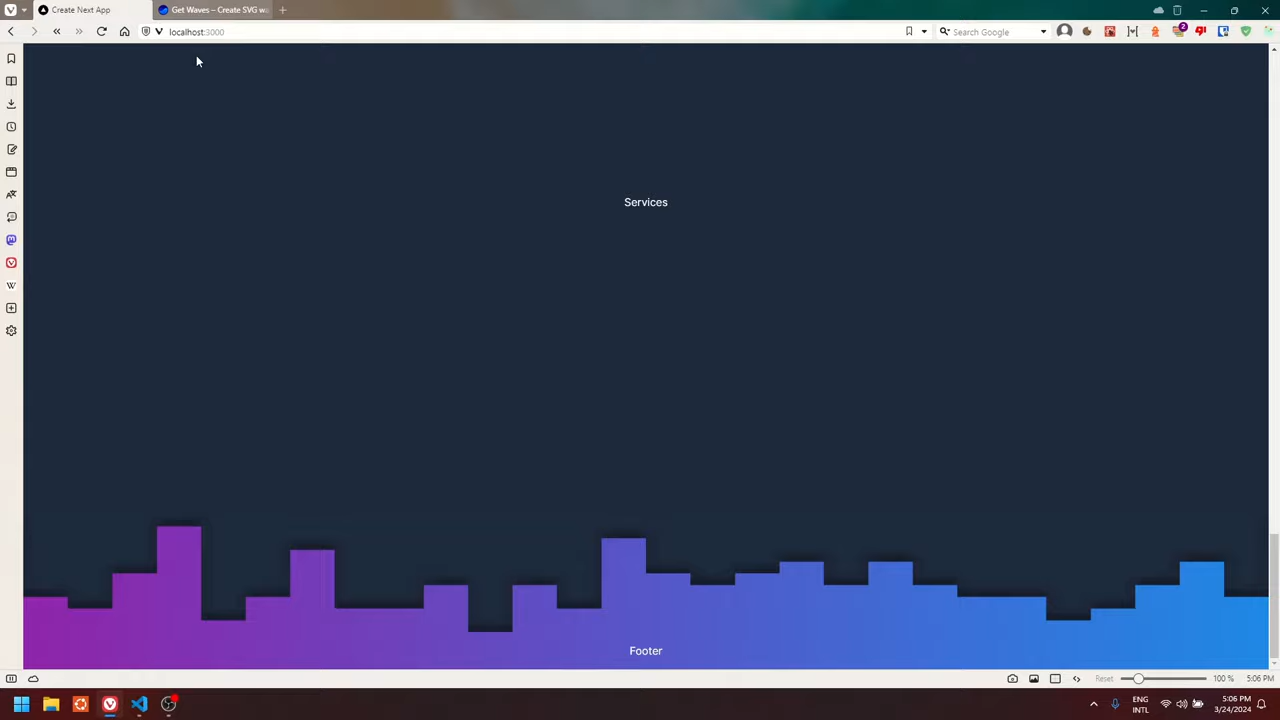 Create Next App
Get Waves – Create SVG w
localhost:3000
Search Google
2
Services
Footer
Reset
100 %
5:06 PM
ENG
INTL
5:06 PM
3/24/2024